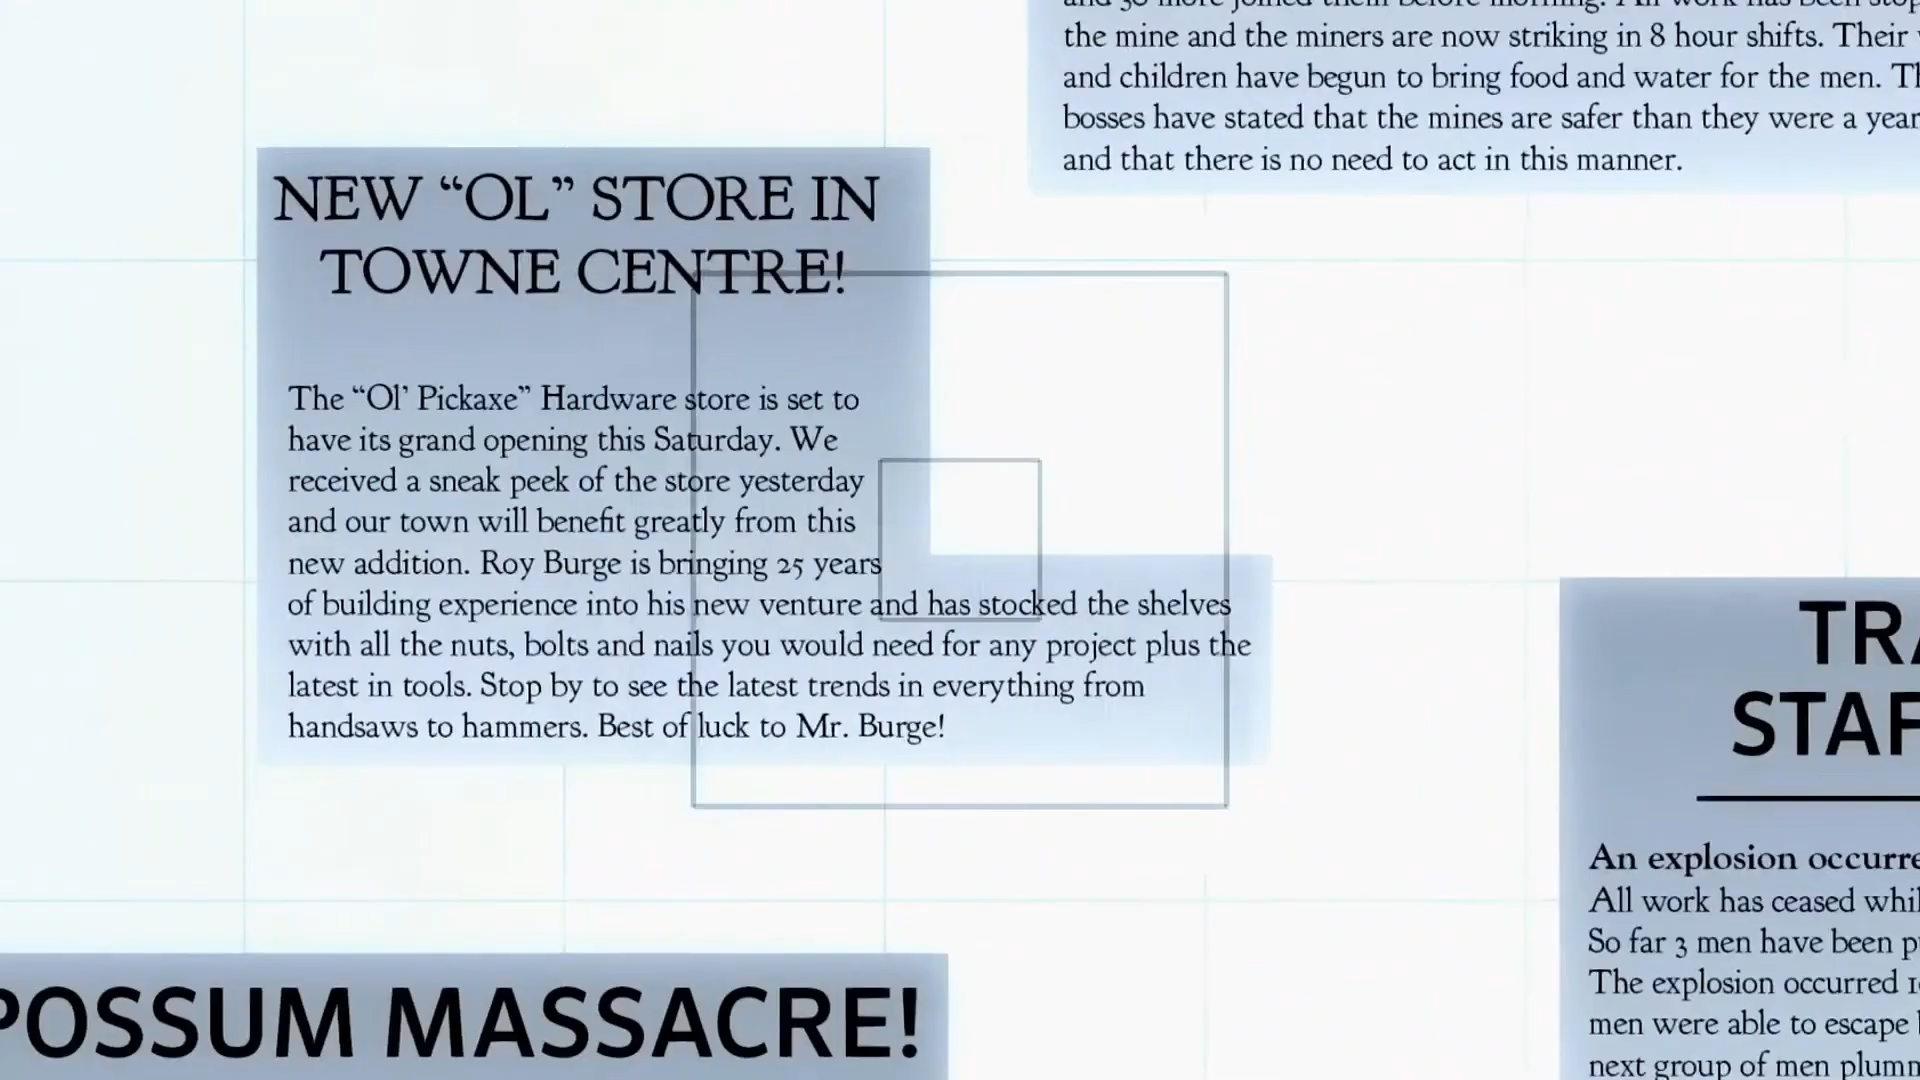 the mine and the miners are now striking in 8 hour shifts. Their
and children have begun to bring food and water for the men.
bosses have stated that the mines are safer than they were a year
and that there is no need to act in this manner.
NEW “OL” STORE IN
TOWNE CENTRE!
The “Ol’ Pickaxe” Hardware store is set to
have its grand opening this Saturday. We
received a sneak peek of the store yesterday
and our town will benefit greatly from this
new addition. Roy Burge is bringing 25 years
of building experience into his new venture and has stocked the shelves
with all the nuts, bolts and nails you would need for any project plus the
latest in tools. Stop by to see the latest trends in everything from
handsaws to hammers. Best of luck to Mr. Burge!
POSSUM MASSACRE!
An explosion
All work has ceased
So far 3 men have been
The explosion occurred
men were able to escape
next group of men